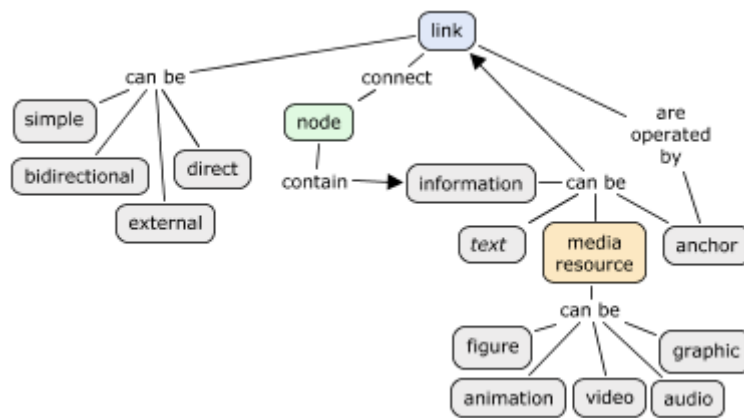 link
can be
connect
simple
node
are
operated
by
bidirectional
direct
contain
information
can be
external
text
media
resource
anchor
can be
figure
graphic
animation
video
audio